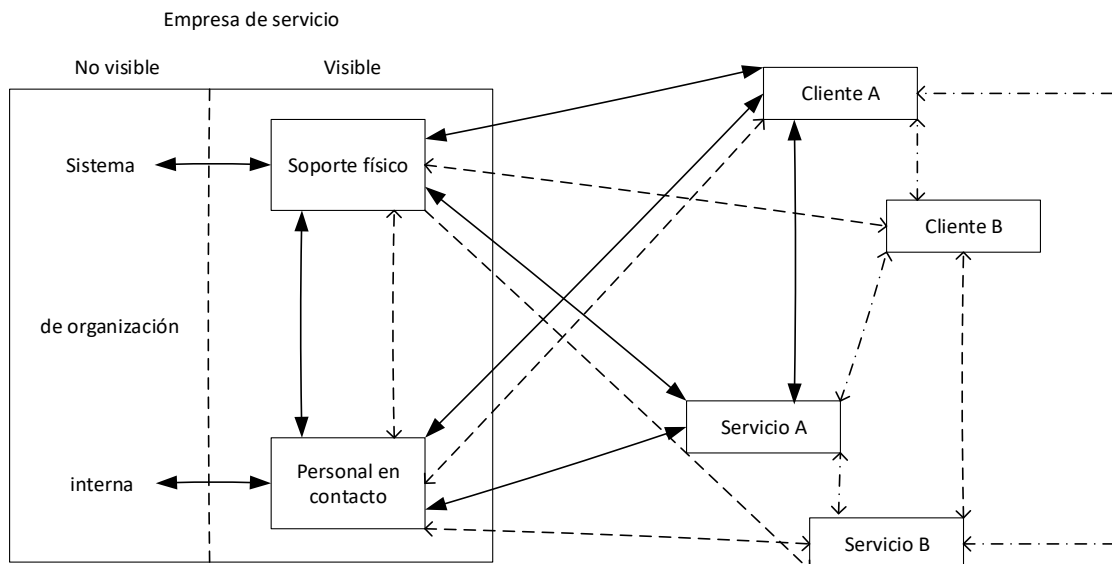 Empresa de servicio
No visible
Visible
Cliente A
Sistema
Soporte físico
Cliente B
de organización
Servicio A
interna
Personal en
contacto
Servicio B